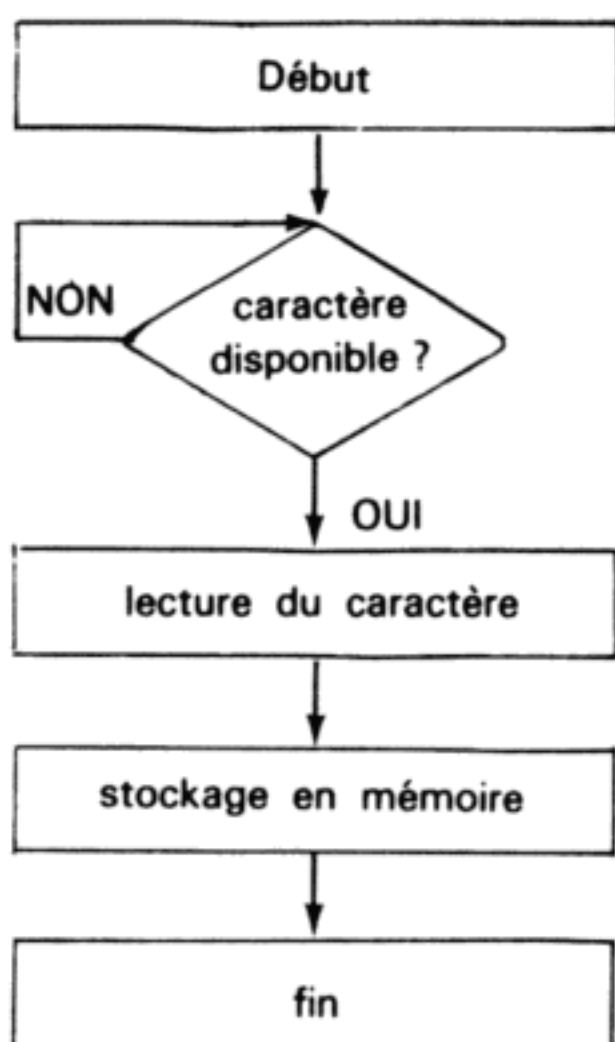 Début
NON
caractère
disponible ?
OUI
lecture du caractère
stockage en mémoire
fin